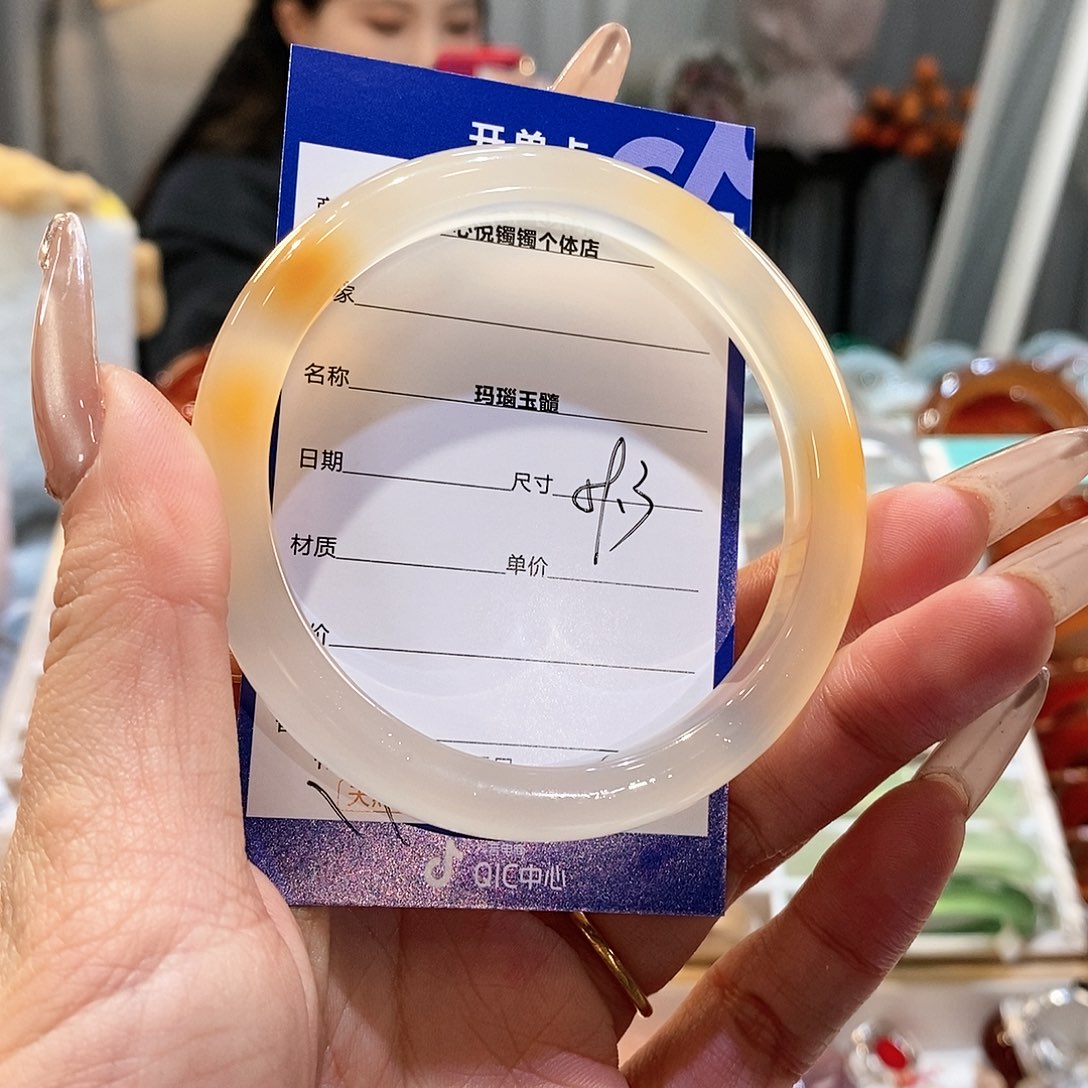 开单卡
心悦镯镯个体店
家
名称 玛瑙玉髓
日期 尺寸
材质 单价
价
QIC中心